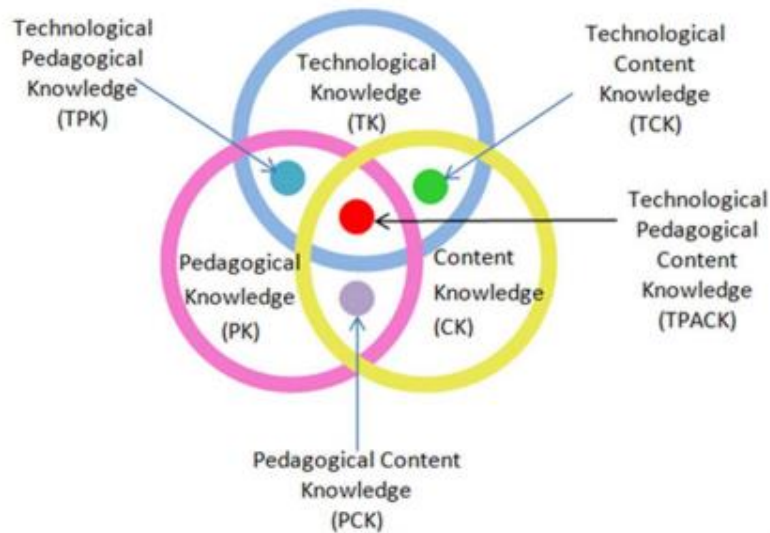 Technological
Pedagogical
Knowledge
(TPK)
Technological
Knowledge
(TK)
Technological
Content
Knowledge
(TCK)
Technological
Pedagogical
Content
Knowledge
(TPACK)
Pedagogical
Knowledge
(PK)
Content
Knowledge
(CK)
Pedagogical Content
Knowledge
(PCK)